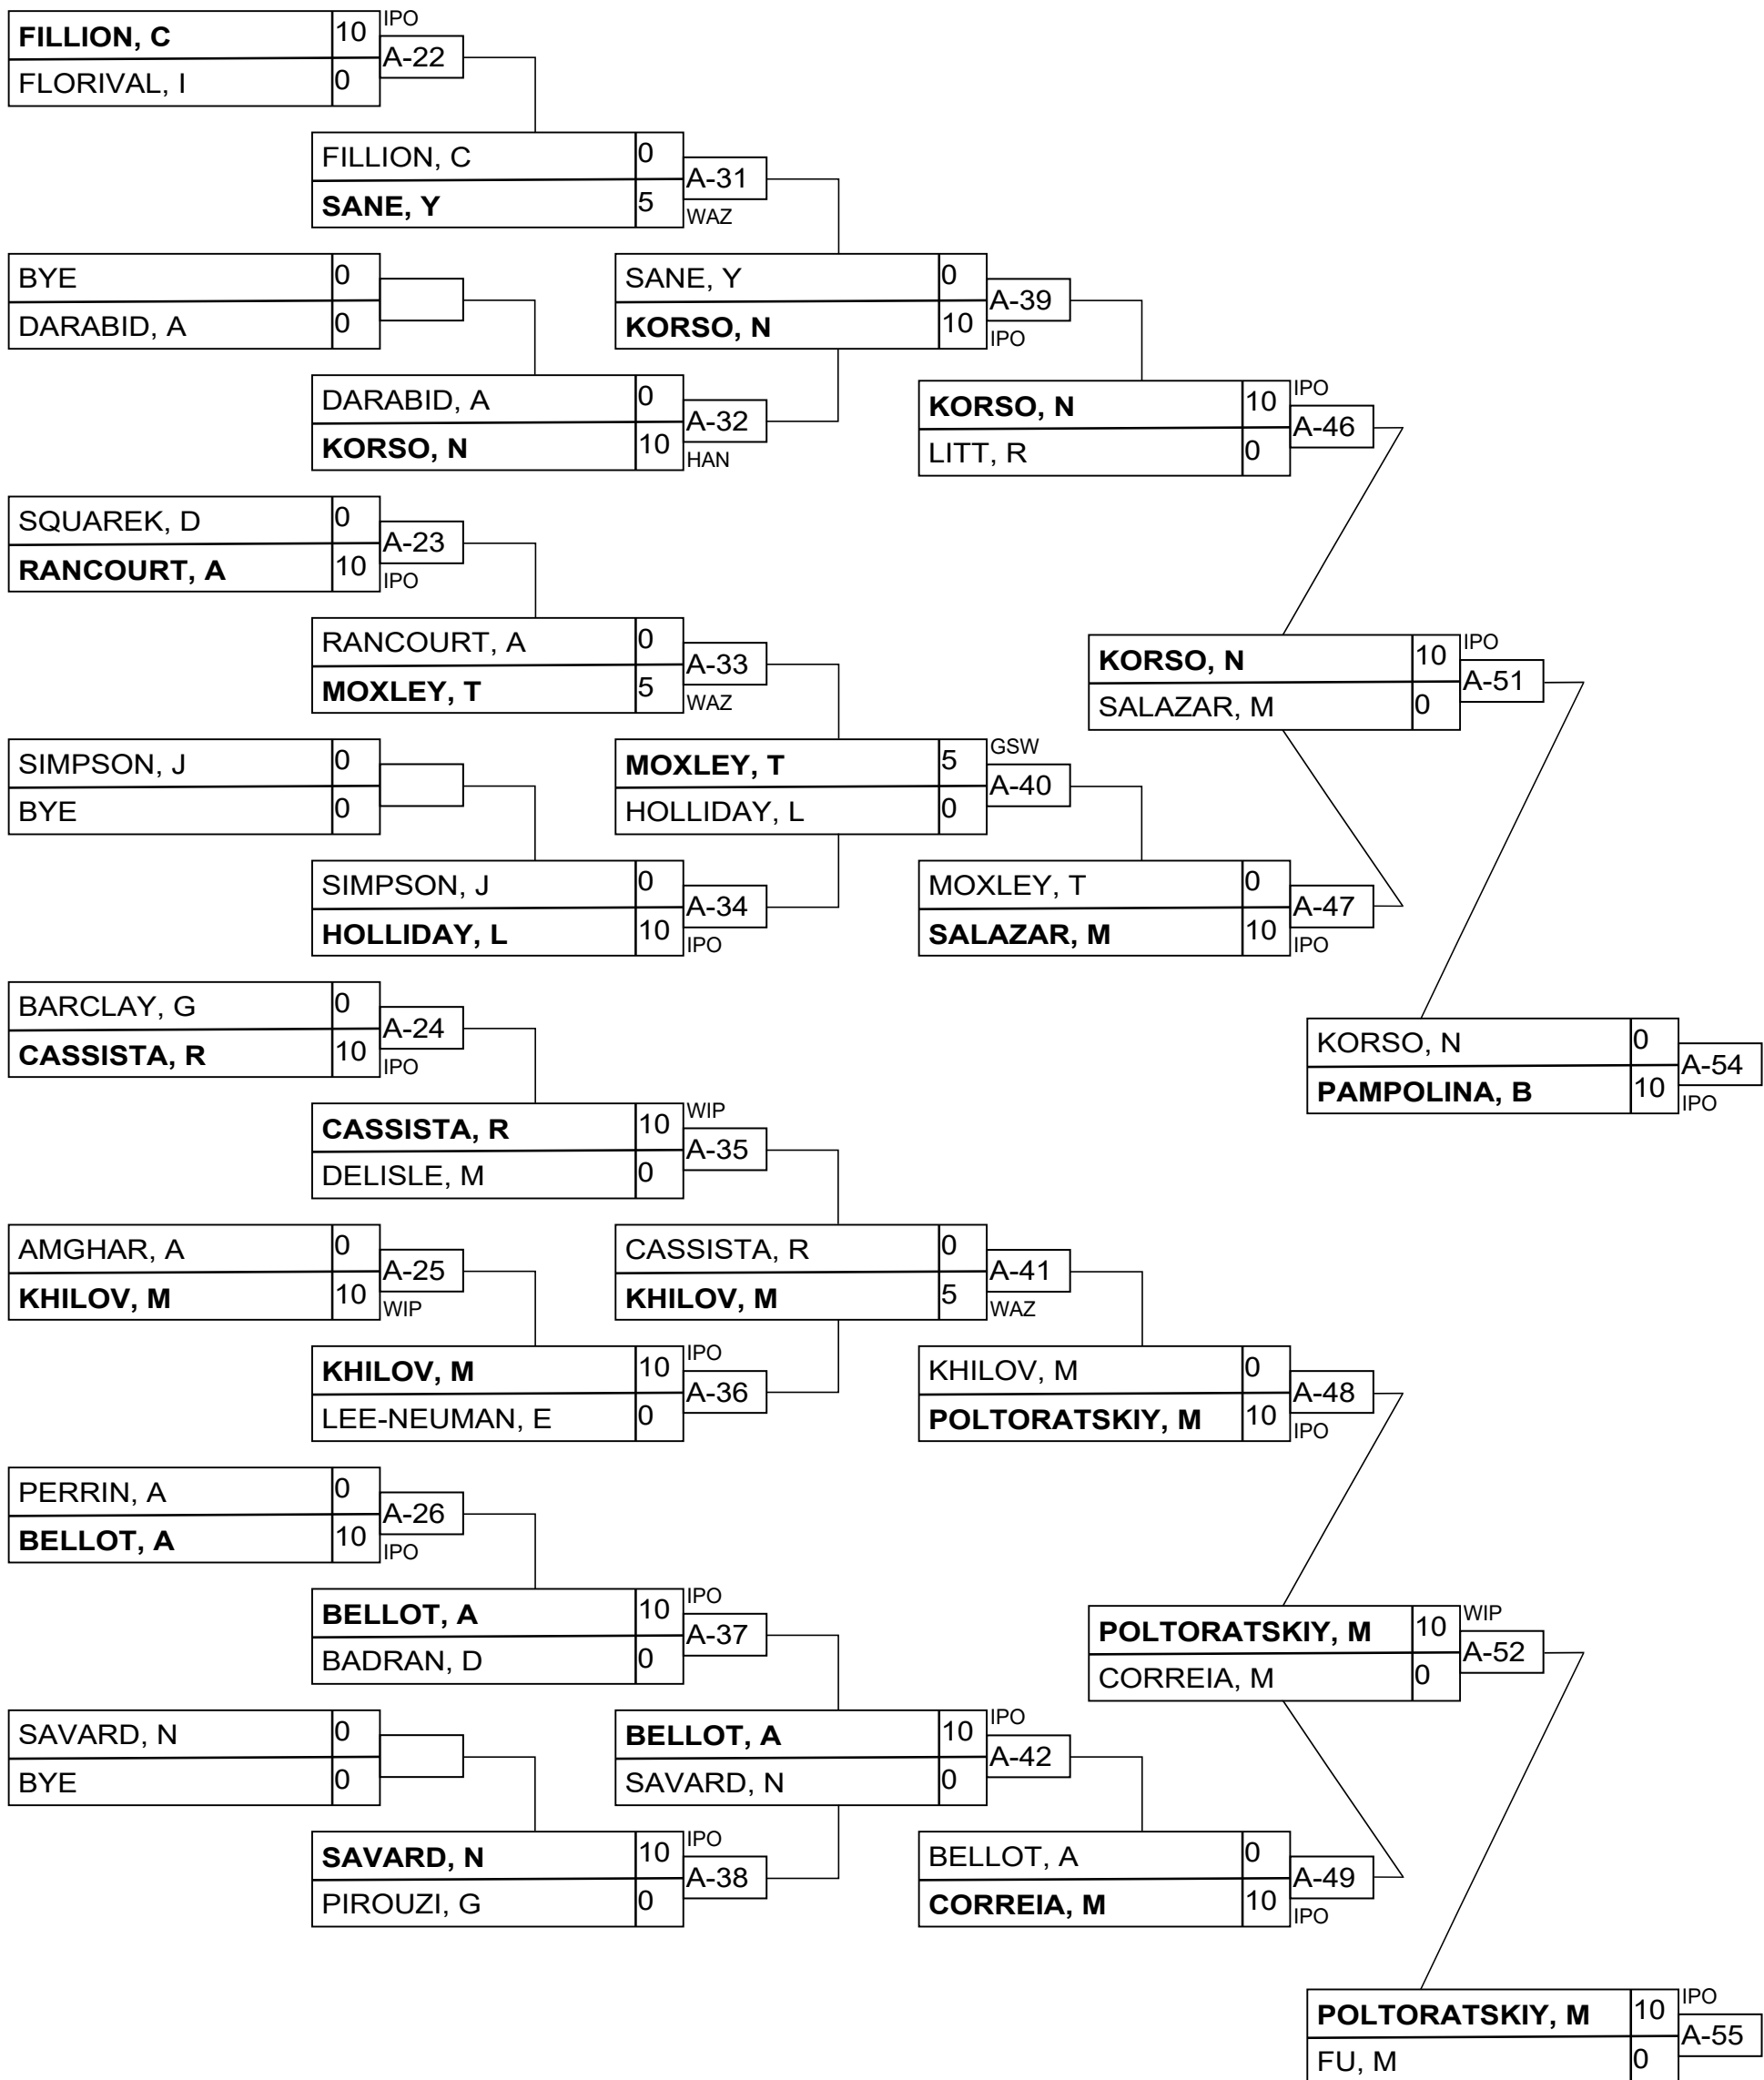 FILLION, C 10 IPO
A-22
FLORIVAL, I 0
FILLION, C 0
A-31
SANE, Y 5 WAZ
BYE 0
DARABID, A 0
SANE, Y 0
A-39
KORSO, N 10 IPO
DARABID, A 0
A-32
KORSO, N 10 HAN
KORSO, N 10 IPO
A-46
LITT, R 0
SQUAREK, D 0
A-23
RANCOURT, A 10 IPO
RANCOURT, A 0
A-33
MOXLEY, T 5 WAZ
KORSO, N 10 IPO
A-51
SALAZAR, M 0
SIMPSON, J 0
BYE 0
MOXLEY, T 5 GSW
A-40
HOLLIDAY, L 0
SIMPSON, J 0
A-34
HOLLIDAY, L 10 IPO
MOXLEY, T 0
A-47
SALAZAR, M 10 IPO
BARCLAY, G 0
A-24
CASSISTA, R 10 IPO
KORSO, N 0
A-54
PAMPOLINA, B 10 IPO
CASSISTA, R 10 WIP
A-35
DELISLE, M 0
AMGHAR, A 0
A-25
KHILOV, M 10 WIP
CASSISTA, R 0
A-41
KHILOV, M 5 WAZ
KHILOV, M 10 IPO
A-36
LEE-NEUMAN, E 0
KHILOV, M 0
A-48
POLTORATSKIY, M 10 IPO
PERRIN, A 0
A-26
BELLOT, A 10 IPO
BELLOT, A 10 IPO
A-37
BADRAN, D 0
POLTORATSKIY, M 10 WIP
A-52
CORREIA, M 0
SAVARD, N 0
BYE 0
BELLOT, A 10 IPO
A-42
SAVARD, N 0
SAVARD, N 10 IPO
A-38
PIROUZI, G 0
BELLOT, A 0
A-49
CORREIA, M 10 IPO
POLTORATSKIY, M 10 IPO
A-55
FU, M 0